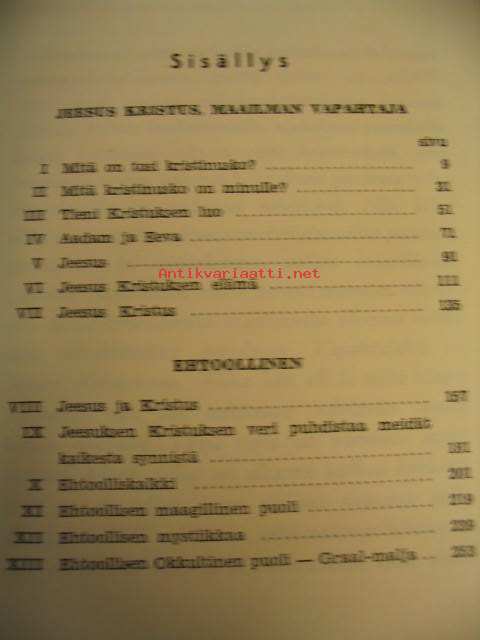 Sisällys
JEESUS KRISTUS, MAAILMAN VAPAHTAJA
sivu
I Mitä on tosi kristinusko? 9
II Mitä kristinusko on minulle? 31
III Tieni Kristuksen luo 51
IV Aadam ja Eeva 71
V Jeesus 91
Antikvariaatti.net
VI Jeesus Kristuksen elämä 111
VII Jeesus Kristus 135
EHTOOLLINEN
VIII Jeesus ja Kristus 157
IX Jeesuksen Kristuksen veri puhdistaa meidät
kaikesta synnistä 181
X Ehtoolliskalkki 201
XI Ehtoollisen maagillinen puoli 219
XII Ehtoollisen mystiikkaa 239
XIII Ehtoollisen Okkultinen puoli — Graal-malja 253